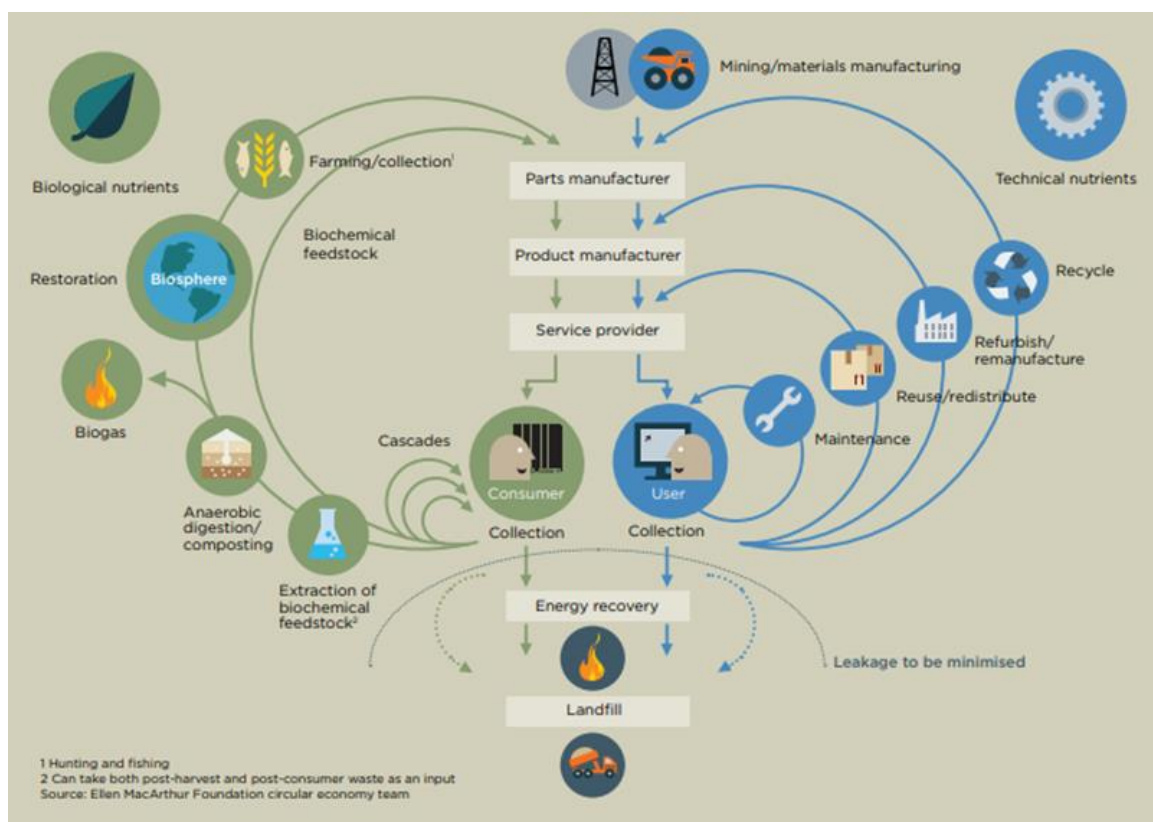 Mining/materials manufacturing
Biological nutrients
Technical nutrients
Farming/collection¹
Parts manufacturer
Biochemical
feedstock
Product manufacturer
Restoration
Biosphere
Recycle
Service provider
Refurbish/
remanufacture
Biogas
Reuse/redistribute
Cascades
Maintenance
Consumer
User
Anaerobic
digestion/
composting
Collection
Collection
Extraction of
biochemical
feedstock²
Energy recovery
Leakage to be minimised
Landfill
1 Hunting and fishing
2 Can take both post-harvest and post-consumer waste as an input
Source: Ellen MacArthur Foundation circular economy team